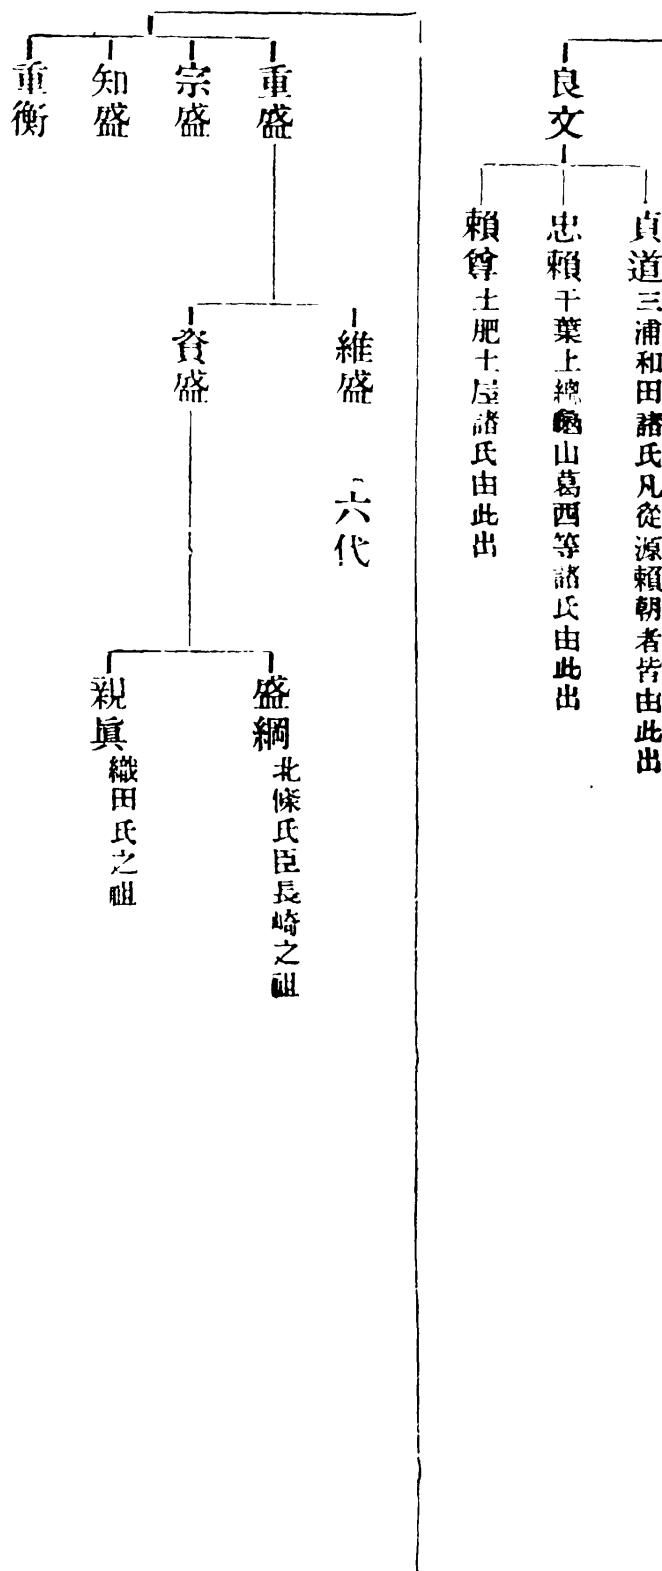 良文
貞道 三浦和田諸氏凡從源賴朝者皆由此出
忠賴 千葉上總山葛西等諸氏由此出
賴尊 土肥土屋諸氏由此出
重盛
宗盛
知盛
重衡
維盛
六代
資盛
盛綱 北條氏臣長崎之祖
親眞 織田氏之祖